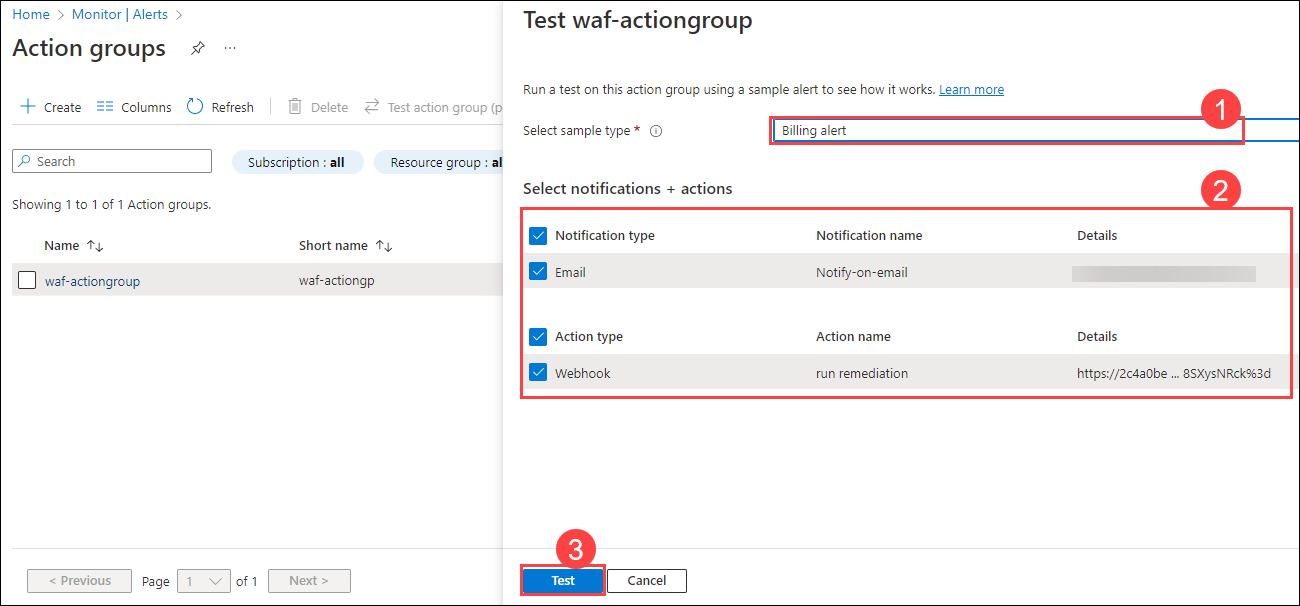 Home > Monitor | Alerts >
Action groups ...
Create Columns Refresh Delete Test action group (p
Search Subscription : all Resource group : al
Showing 1 to 1 of 1 Action groups.
Name Short name
waf-actiongroup waf-actiongp
< Previous Page 1 of 1 Next >
Test waf-actiongroup
Run a test on this action group using a sample alert to see how it works. Learn more
1
Select sample type * Billing alert
Select notifications + actions
2
Notification type Notification name Details
Email Notify-on-email
Action type Action name Details
Webhook run remediation https://2c4a0be ... 8SXysNRck%3d
3
Test Cancel